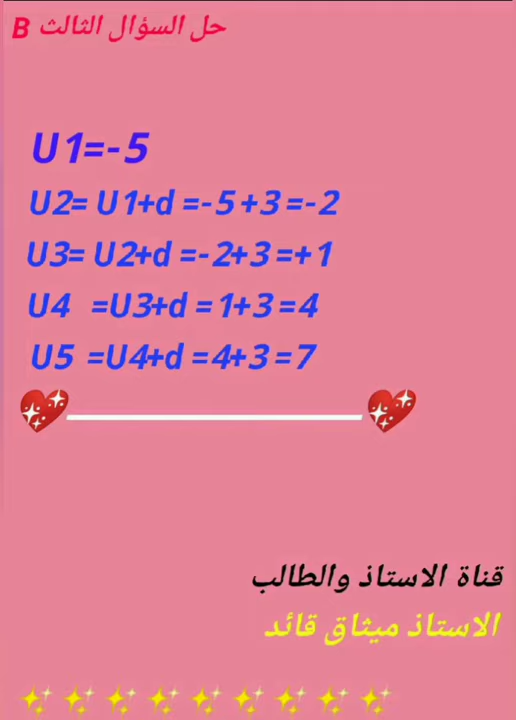 حل السؤال الثالث B
U1=-5
U2= U1+d =-5+3=-2
U3= U2+d =-2+3=+1
U4 =U3+d =1+3=4
U5 =U4+d =4+3=7
قناة الاستاذ والطالب
الاستاذ ميثاق قائد